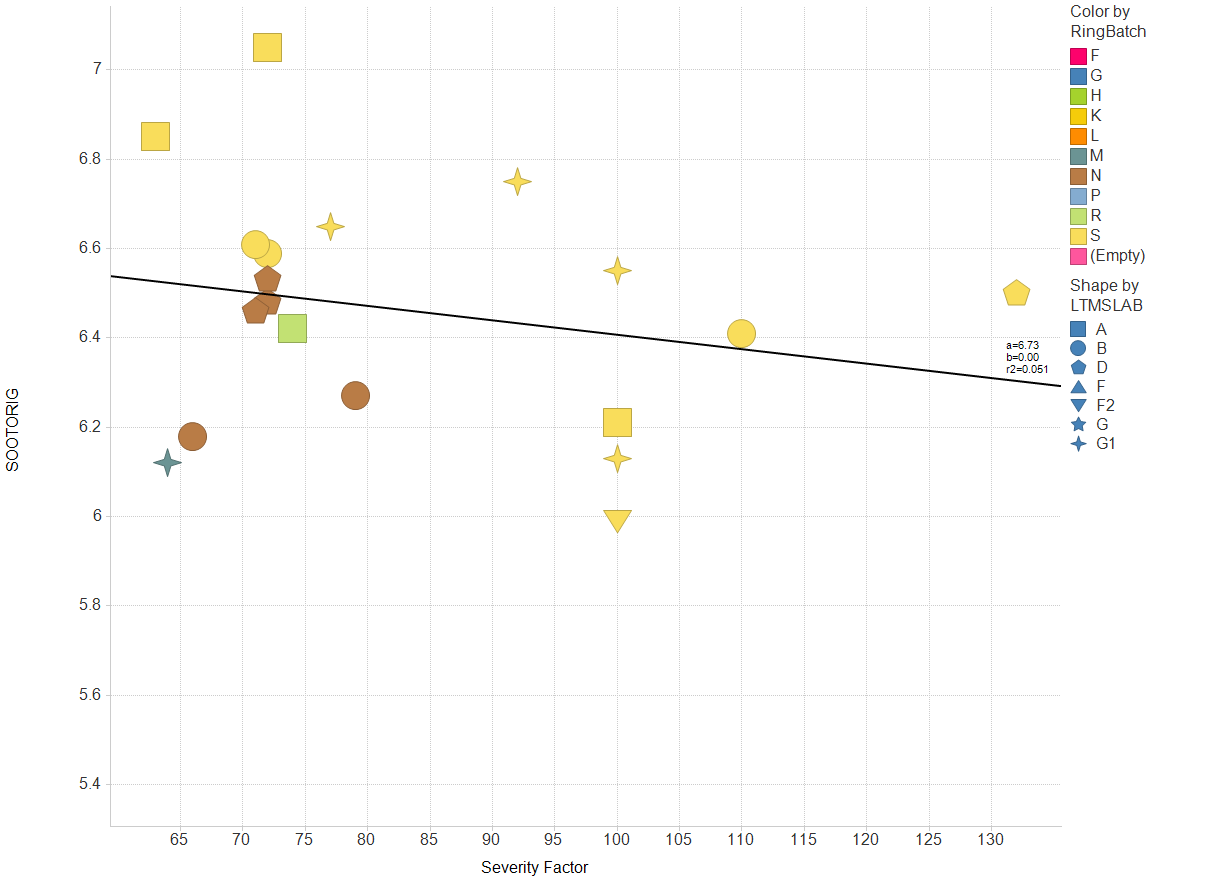 Color by
RingBatch
F
G
H
K
L
M
N
P
R
S
(Empty)
Shape by
LTMSLAB
A
B
D
F
F2
G
G1
SOOTORIG
7
6.8
6.6
6.4
6.2
6
5.8
5.6
5.4
a=6.73
b=0.00
r2=0.051
65 70 75 80 85 90 95 100 105 110 115 120 125 130
Severity Factor